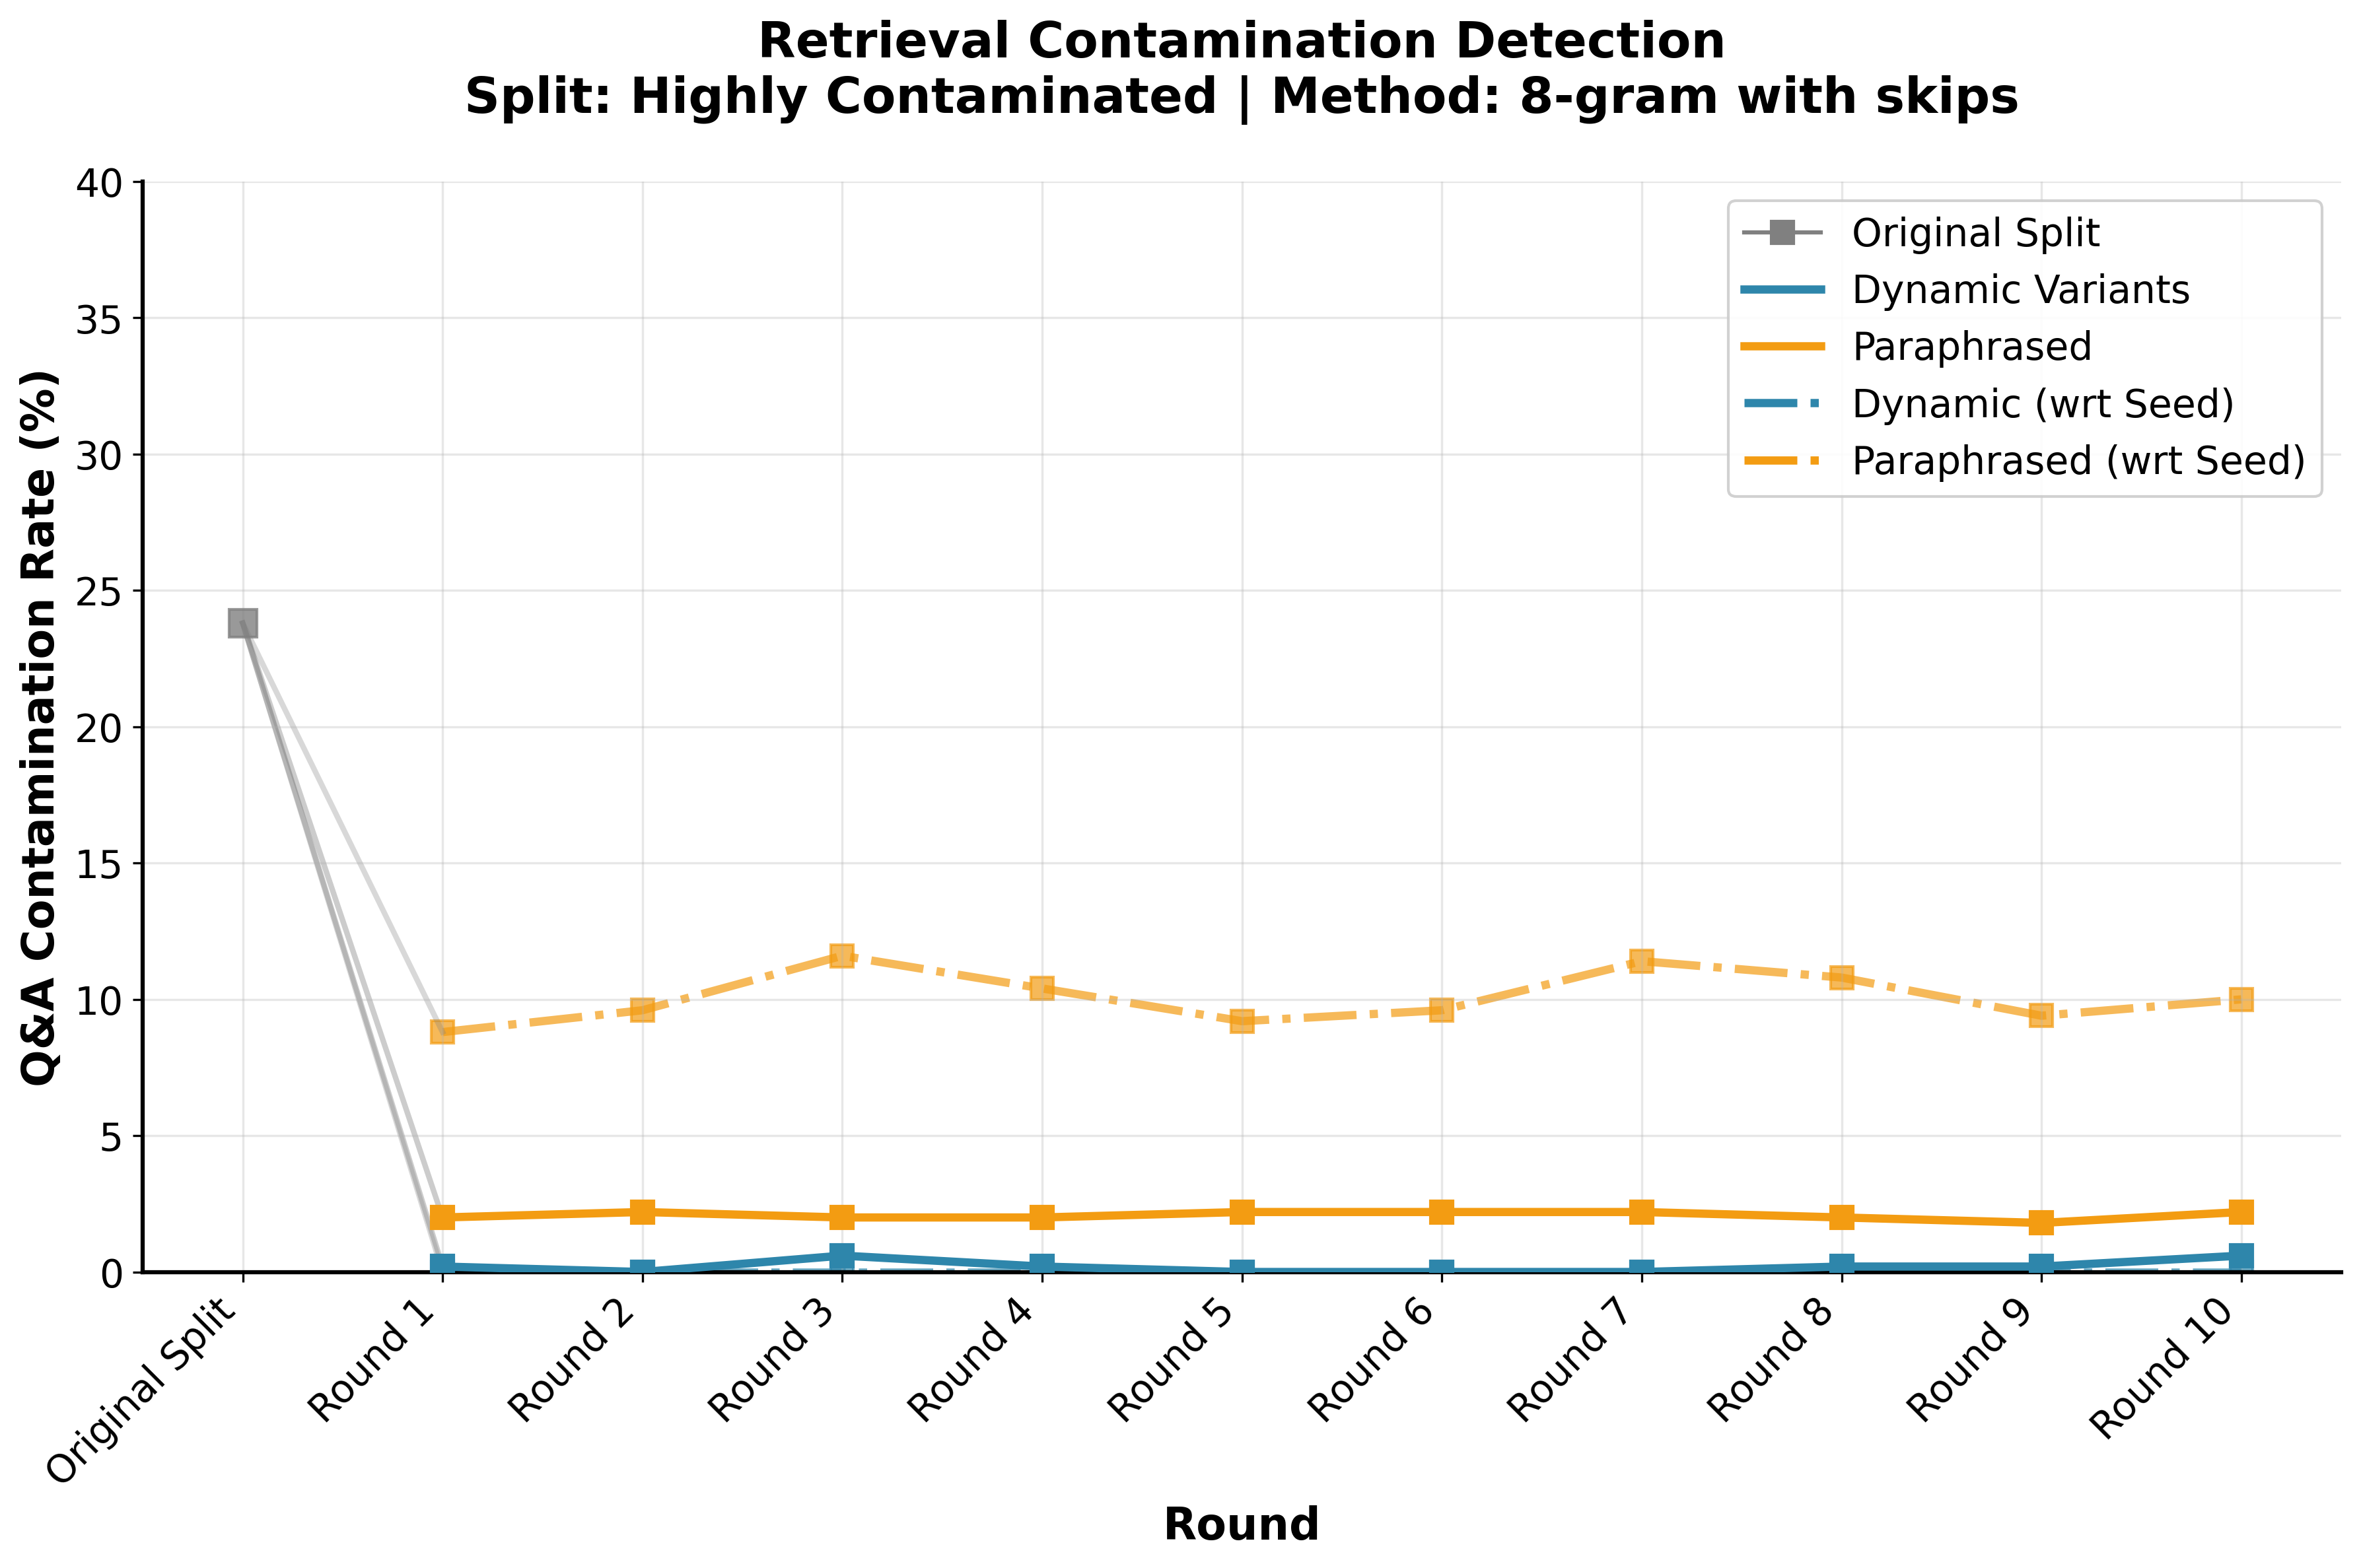 Retrieval Contamination Detection
Split: Highly Contaminated | Method: 8-gram with skips
Q&A Contamination Rate (%)
40
35
30
25
20
15
10
5
0
Original Split
Dynamic Variants
Paraphrased
Dynamic (wrt Seed)
Paraphrased (wrt Seed)
Original Split
Round 1
Round 2
Round 3
Round 4
Round 5
Round 6
Round 7
Round 8
Round 9
Round 10
Round